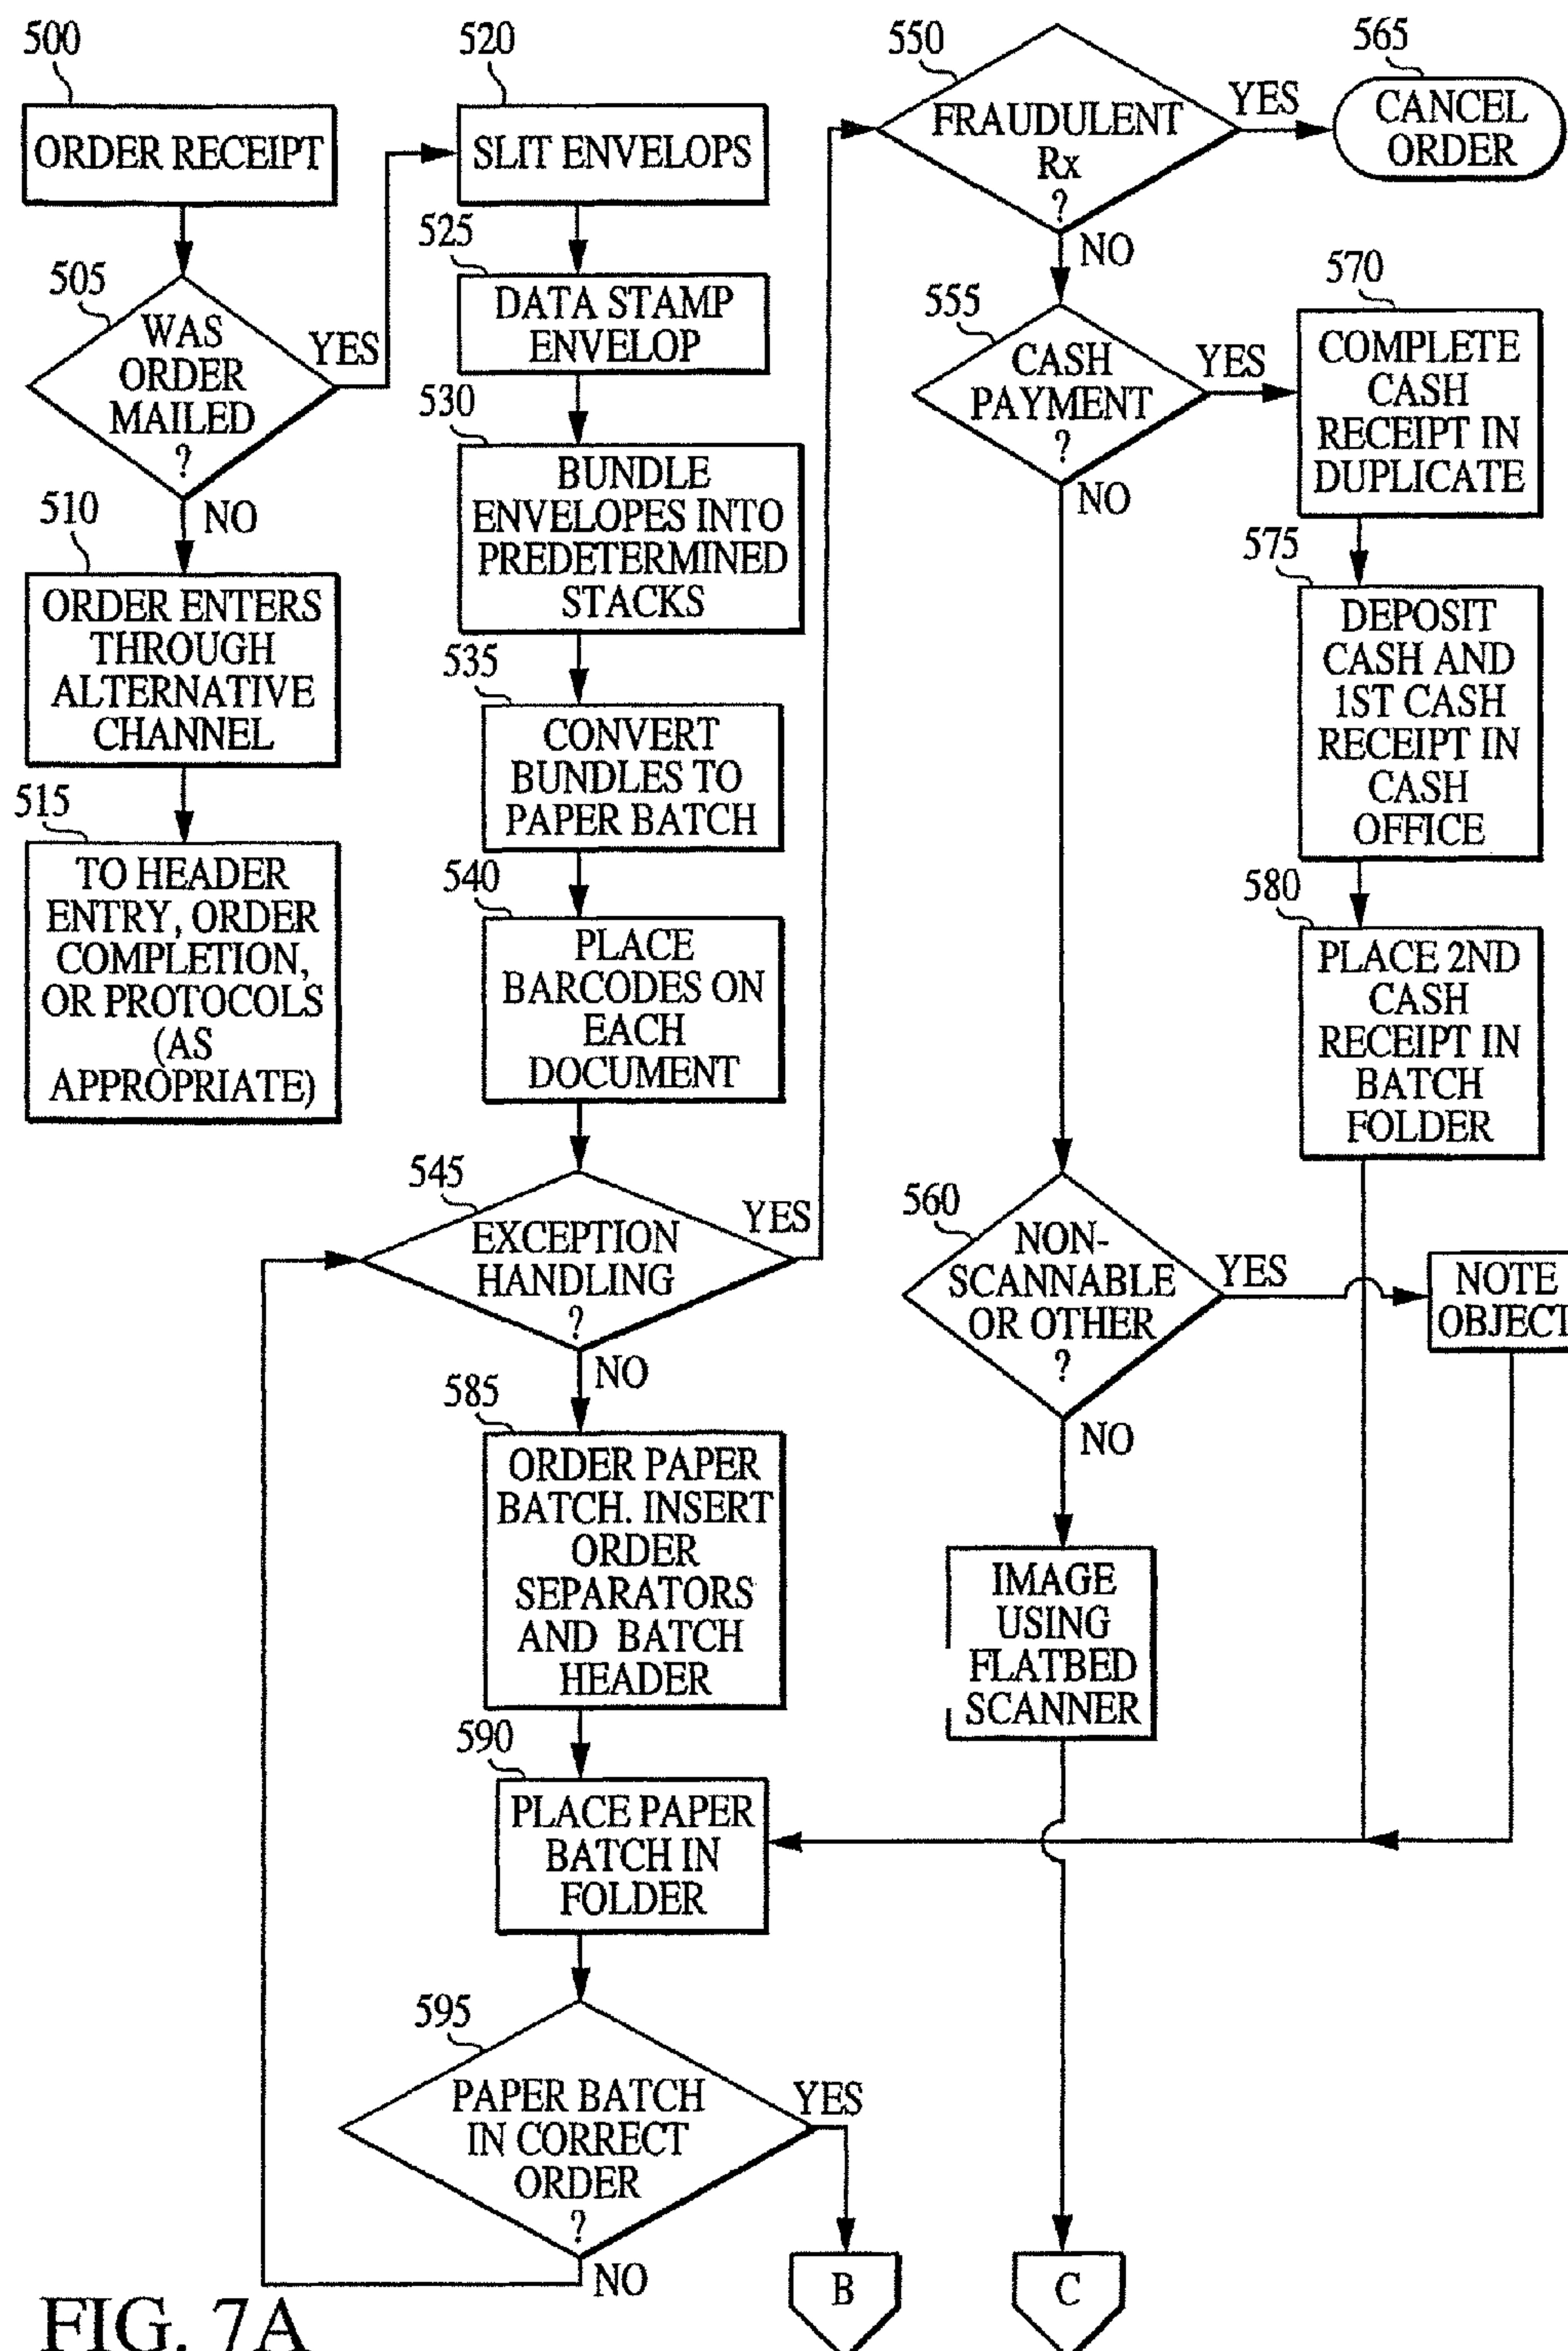 500
ORDER RECEIPT
505
WAS
ORDER
MAILED
?
YES
NO
510
ORDER ENTERS
THROUGH
ALTERNATIVE
CHANNEL
515
TO HEADER
ENTRY, ORDER
COMPLETION,
OR PROTOCOLS
(AS
APPROPRIATE)
520
SLIT ENVELOPS
525
DATA STAMP
ENVELOP
530
BUNDLE
ENVELOPES INTO
PREDETERMINED
STACKS
535
CONVERT
BUNDLES TO
PAPER BATCH
540
PLACE
BARCODES ON
EACH
DOCUMENT
545
EXCEPTION
HANDLING
?
YES
NO
585
ORDER PAPER
BATCH. INSERT
ORDER
SEPARATORS
AND BATCH
HEADER
590
PLACE PAPER
BATCH IN
FOLDER
595
PAPER BATCH
IN CORRECT
ORDER
?
YES
NO
B
550
FRAUDULENT
Rx
?
YES
NO
565
CANCEL
ORDER
555
CASH
PAYMENT
?
YES
NO
570
COMPLETE
CASH
RECEIPT IN
DUPLICATE
575
DEPOSIT
CASH AND
1ST CASH
RECEIPT IN
CASH
OFFICE
580
PLACE 2ND
CASH
RECEIPT IN
BATCH
FOLDER
560
NON-
SCANNABLE
OR OTHER
?
YES
NO
NOTE
OBJECT
IMAGE
USING
FLATBED
SCANNER
C
FIG. 7A